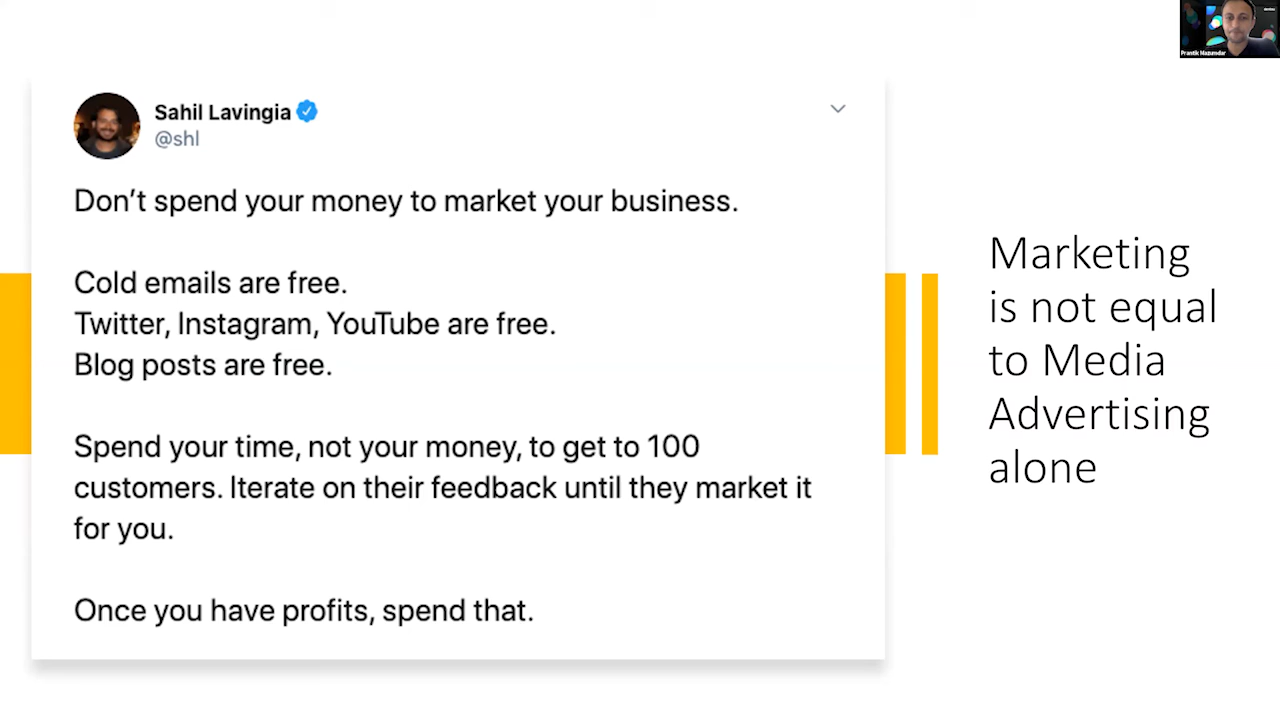 Prantik Mazumdar
Sahil Lavingia
@shl
Don’t spend your money to market your business.
Cold emails are free.
Twitter, Instagram, YouTube are free.
Blog posts are free.
Spend your time, not your money, to get to 100
customers. Iterate on their feedback until they market it
for you.
Once you have profits, spend that.
Marketing
is not equal
to Media
Advertising
alone